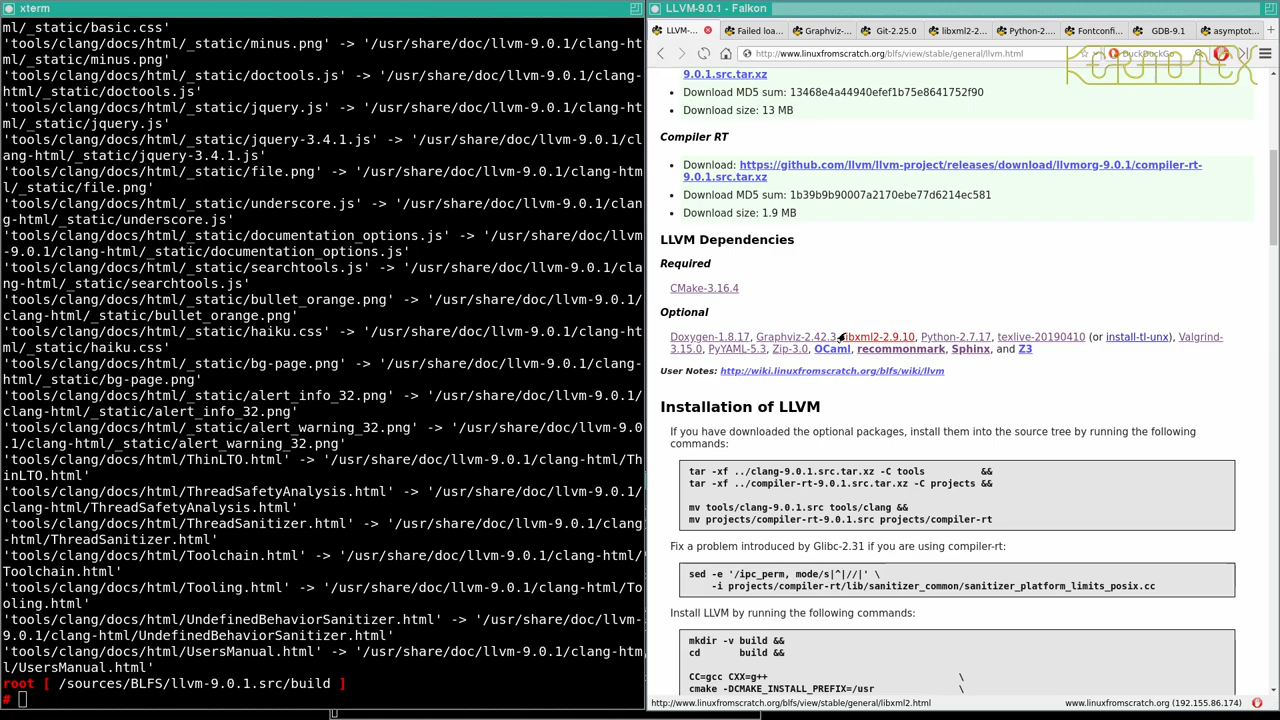 xterm
ml/_static/basic.css'
'tools/clang/docs/html/_static/minus.png' -> '/usr/share/doc/llvm-9.0.1/clang-ht
ml/_static/minus.png'
'tools/clang/docs/html/_static/doctools.js' -> '/usr/share/doc/llvm-9.0.1/clang-
html/_static/doctools.js'
'tools/clang/docs/html/_static/jquery.js' -> '/usr/share/doc/llvm-9.0.1/clang-ht
ml/_static/jquery.js'
'tools/clang/docs/html/_static/jquery-3.4.1.js' -> '/usr/share/doc/llvm-9.0.1/cl
ang-html/_static/jquery-3.4.1.js'
'tools/clang/docs/html/_static/file.png' -> '/usr/share/doc/llvm-9.0.1/clang-htm
l/_static/file.png'
'tools/clang/docs/html/_static/underscore.js' -> '/usr/share/doc/llvm-9.0.1/clan
g-html/_static/underscore.js'
'tools/clang/docs/html/_static/documentation_options.js' -> '/usr/share/doc/llvm
-9.0.1/clang-html/_static/documentation_options.js'
'tools/clang/docs/html/_static/searchtools.js' -> '/usr/share/doc/llvm-9.0.1/cla
ng-html/_static/searchtools.js'
'tools/clang/docs/html/_static/bullet_orange.png' -> '/usr/share/doc/llvm-9.0.1/
clang-html/_static/bullet_orange.png'
'tools/clang/docs/html/_static/haiku.css' -> '/usr/share/doc/llvm-9.0.1/clang-ht
ml/_static/haiku.css'
'tools/clang/docs/html/_static/bg-page.png' -> '/usr/share/doc/llvm-9.0.1/clang-
html/_static/bg-page.png'
'tools/clang/docs/html/_static/alert_info_32.png' -> '/usr/share/doc/llvm-9.0.1/
clang-html/_static/alert_info_32.png'
'tools/clang/docs/html/_static/alert_warning_32.png' -> '/usr/share/doc/llvm-9.0
.1/clang-html/_static/alert_warning_32.png'
'tools/clang/docs/html/ThinLTO.html' -> '/usr/share/doc/llvm-9.0.1/clang-html/Th
inLTO.html'
'tools/clang/docs/html/ThreadSafetyAnalysis.html' -> '/usr/share/doc/llvm-9.0.1/
clang-html/ThreadSafetyAnalysis.html'
'tools/clang/docs/html/ThreadSanitizer.html' -> '/usr/share/doc/llvm-9.0.1/clang
-html/ThreadSanitizer.html'
'tools/clang/docs/html/Toolchain.html' -> '/usr/share/doc/llvm-9.0.1/clang-html/
Toolchain.html'
'tools/clang/docs/html/Tooling.html' -> '/usr/share/doc/llvm-9.0.1/clang-html/To
oling.html'
'tools/clang/docs/html/UndefinedBehaviorSanitizer.html' -> '/usr/share/doc/llvm-
9.0.1/clang-html/UndefinedBehaviorSanitizer.html'
'tools/clang/docs/html/UsersManual.html' -> '/usr/share/doc/llvm-9.0.1/clang-htm
l/UsersManual.html'
root [ /sources/BLFS/llvm-9.0.1.src/build ]
#
LLVM-9.0.1 - Falkon
LLVM-... Failed loa... Graphviz-... Git-2.25.0 libxml2-... Python-2... Fontconfi... GDB-9.1 asymptot...
http://www.linuxfromscratch.org/blfs/view/stable/general/llvm.html DuckDuckGo
9.0.1.src.tar.xz
Download MD5 sum: 13468e4a44940efef1b75e8641752f90
Download size: 13 MB
Compiler RT
Download: https://github.com/llvm/llvm-project/releases/download/llvmorg-9.0.1/compiler-rt-
9.0.1.src.tar.xz
Download MD5 sum: 1b39b9b90007a2170ebe77d6214ec581
Download size: 1.9 MB
LLVM Dependencies
Required
CMake-3.16.4
Optional
Doxygen-1.8.17, Graphviz-2.42.3, libxml2-2.9.10, Python-2.7.17, texlive-20190410 (or install-tl-unx), Valgrind-
3.15.0, PyYAML-5.3, Zip-3.0, OCaml, recommonmark, Sphinx, and Z3
User Notes: http://wiki.linuxfromscratch.org/blfs/wiki/llvm
Installation of LLVM
If you have downloaded the optional packages, install them into the source tree by running the following
commands:
tar -xf ../clang-9.0.1.src.tar.xz -C tools &&
tar -xf ../compiler-rt-9.0.1.src.tar.xz -C projects &&
mv tools/clang-9.0.1.src tools/clang &&
mv projects/compiler-rt-9.0.1.src projects/compiler-rt
Fix a problem introduced by Glibc-2.31 if you are using compiler-rt:
sed -e '/ipc_perm, mode/s|^|//|' \
-i projects/compiler-rt/lib/sanitizer_common/sanitizer_platform_limits_posix.cc
Install LLVM by running the following commands:
mkdir -v build &&
cd build &&
CC=gcc CXX=g++ \
cmake -DCMAKE_INSTALL_PREFIX=/usr \
http://www.linuxfromscratch.org/blfs/view/stable/general/libxml2.html www.linuxfromscratch.org (192.155.86.174)